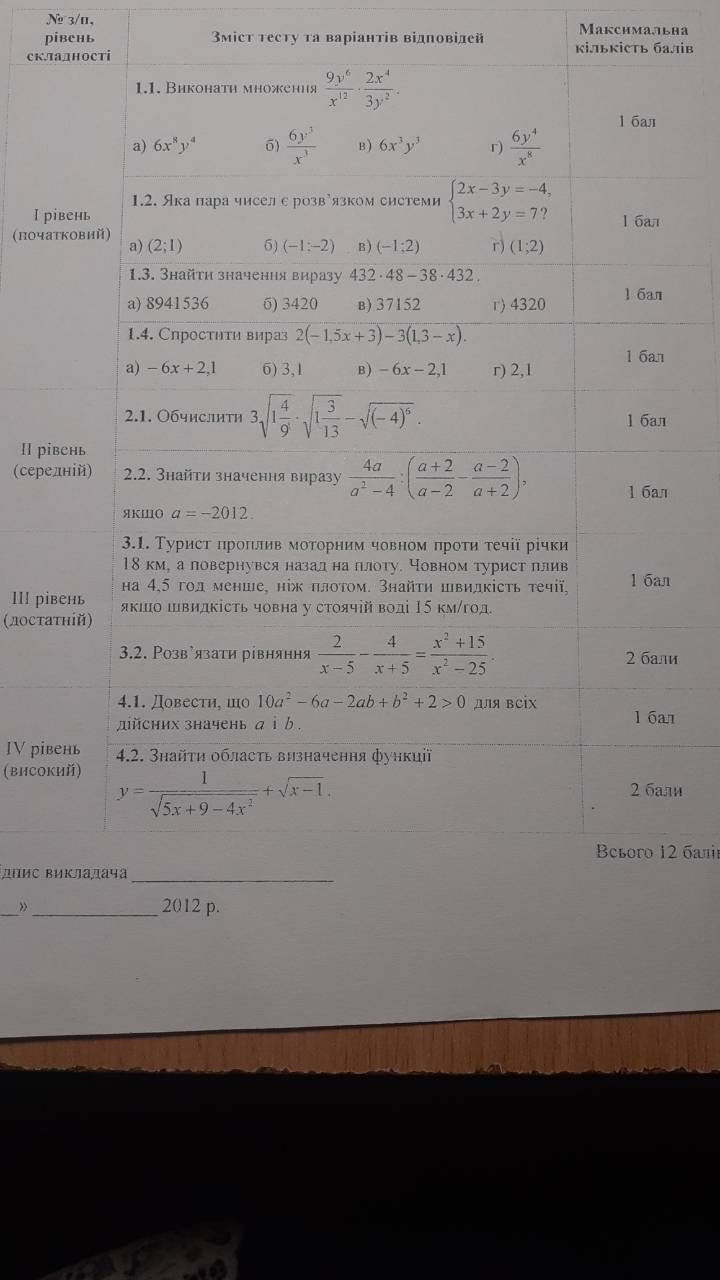 № з/п,
рівень
складності
Зміст тесту та варіантів відповідей
Максимальна
кількість балів
І рівень
(початковий)
1.1. Виконати множення 9y⁶/x¹² · 2x⁴/3y² .
а) 6x⁸y⁴ б) 6y³/x³ в) 6x³y³ г) 6y⁴/x⁸
1 бал
1.2. Яка пара чисел є розв’язком системи { 2x − 3y = −4,
3x + 2y = 7?
а) (2;1) б) (−1;−2) в) (−1;2) г) (1;2)
1 бал
1.3. Знайти значення виразу 432 · 48 − 38 · 432 .
а) 8941536 б) 3420 в) 37152 г) 4320
1 бал
1.4. Спростити вираз 2(−1,5x + 3) − 3(1,3 − x).
а) − 6x + 2,1 б) 3,1 в) − 6x − 2,1 г) 2,1
1 бал
ІІ рівень
(середній)
2.1. Обчислити 3√(1 4/9) · √(1 3/13) − √((− 4)⁶) .
1 бал
2.2. Знайти значення виразу 4a/(a² − 4) : ((a + 2)/(a − 2) − (a − 2)/(a + 2)),
якщо a = −2012.
1 бал
ІІІ рівень
(достатній)
3.1. Турист проплив моторним човном проти течії річки
18 км, а повернувся назад на плоту. Човном турист плив
на 4,5 год менше, ніж плотом. Знайти швидкість течії,
якщо швидкість човна у стоячій воді 15 км/год.
1 бал
3.2. Розв’язати рівняння 2/(x − 5) − 4/(x + 5) = (x² + 15)/(x² − 25).
2 бали
IV рівень
(високий)
4.1. Довести, що 10a² − 6a − 2ab + b² + 2 > 0 для всіх
дійсних значень a і b .
1 бал
4.2. Знайти область визначення функції
y = 1/√(5x + 9 − 4x²) + √(x − 1) .
2 бали
Всього 12 балів
дпис викладача ____________
__» ____________ 2012 р.